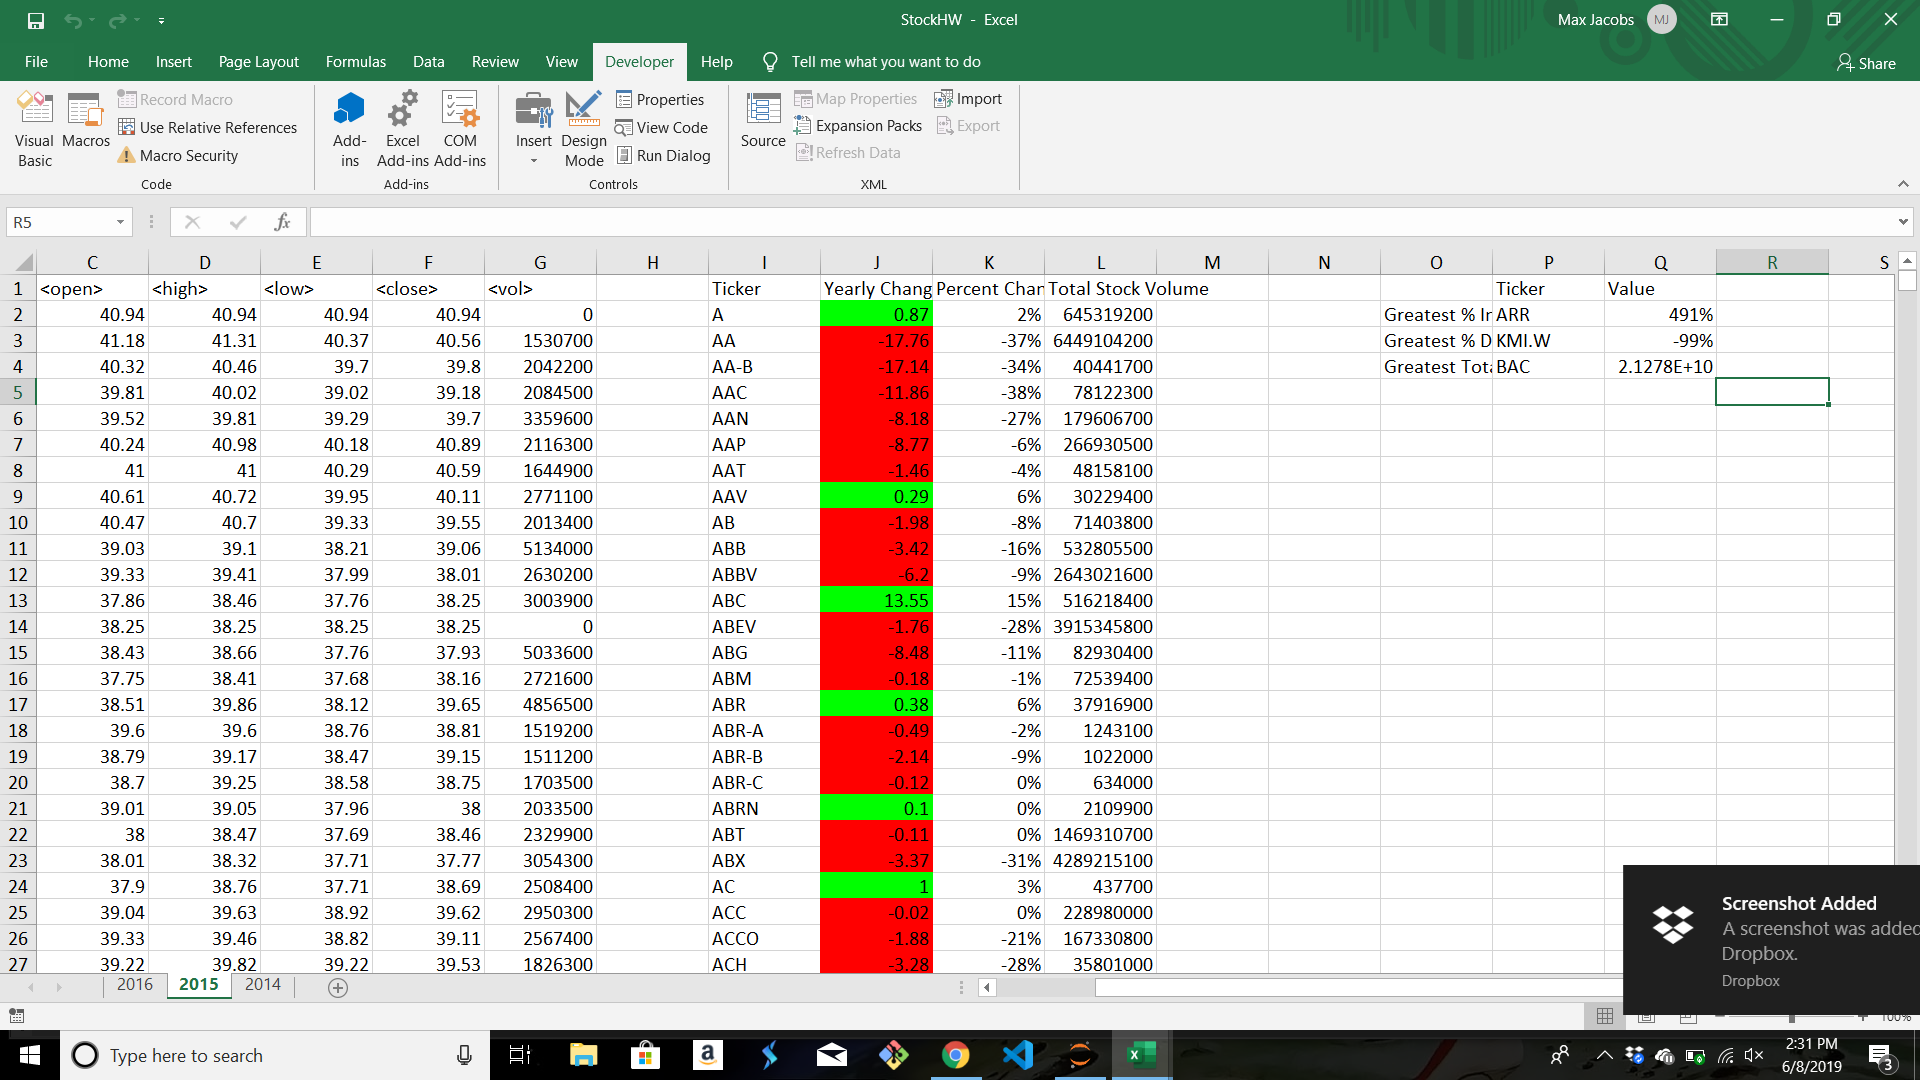 StockHW - Excel
Max Jacobs MJ
File Home Insert Page Layout Formulas Data Review View Developer Help Tell me what you want to do Share
Visual Basic
Macros
Record Macro
Use Relative References
Macro Security
Code
Add-ins
Excel Add-ins
COM Add-ins
Add-ins
Insert
Design Mode
Properties
View Code
Run Dialog
Controls
Source
Map Properties
Expansion Packs
Refresh Data
Import
Export
XML
R5 fx
C D E F G H I J K L M N O P Q R S
1 <open> <high> <low> <close> <vol> Ticker Yearly Chang Percent Chan Total Stock Volume Ticker Value
2 40.94 40.94 40.94 40.94 0 A 0.87 2% 645319200 Greatest % In ARR 491%
3 41.18 41.31 40.37 40.56 1530700 AA -17.76 -37% 6449104200 Greatest % D KMI.W -99%
4 40.32 40.46 39.7 39.8 2042200 AA-B -17.14 -34% 40441700 Greatest Tota BAC 2.1278E+10
5 39.81 40.02 39.02 39.18 2084500 AAC -11.86 -38% 78122300
6 39.52 39.81 39.29 39.7 3359600 AAN -8.18 -27% 179606700
7 40.24 40.98 40.18 40.89 2116300 AAP -8.77 -6% 266930500
8 41 41 40.29 40.59 1644900 AAT -1.46 -4% 48158100
9 40.61 40.72 39.95 40.11 2771100 AAV 0.29 6% 30229400
10 40.47 40.7 39.33 39.55 2013400 AB -1.98 -8% 71403800
11 39.03 39.1 38.21 39.06 5134000 ABB -3.42 -16% 532805500
12 39.33 39.41 37.99 38.01 2630200 ABBV -6.2 -9% 2643021600
13 37.86 38.46 37.76 38.25 3003900 ABC 13.55 15% 516218400
14 38.25 38.25 38.25 38.25 0 ABEV -1.76 -28% 3915345800
15 38.43 38.66 37.76 37.93 5033600 ABG -8.48 -11% 82930400
16 37.75 38.41 37.68 38.16 2721600 ABM -0.18 -1% 72539400
17 38.51 39.86 38.12 39.65 4856500 ABR 0.38 6% 37916900
18 39.6 39.6 38.76 38.81 1519200 ABR-A -0.49 -2% 1243100
19 38.79 39.17 38.47 39.15 1511200 ABR-B -2.14 -9% 1022000
20 38.7 39.25 38.58 38.75 1703500 ABR-C -0.12 0% 634000
21 39.01 39.05 37.96 38 2033500 ABRN 0.1 0% 2109900
22 38 38.47 37.69 38.46 2329900 ABT -0.11 0% 1469310700
23 38.01 38.32 37.71 37.77 3054300 ABX -3.37 -31% 4289215100
24 37.9 38.76 37.71 38.69 2508400 AC 1 3% 437700
25 39.04 39.63 38.92 39.62 2950300 ACC -0.02 0% 228980000
26 39.33 39.46 38.82 39.11 2567400 ACCO -1.88 -21% 167330800
27 39.22 39.82 39.22 39.53 1826300 ACH -3.28 -28% 35801000
Screenshot Added
A screenshot was added
Dropbox.
Dropbox
2016 2015 2014
100%
Type here to search
2:31 PM
6/8/2019
3